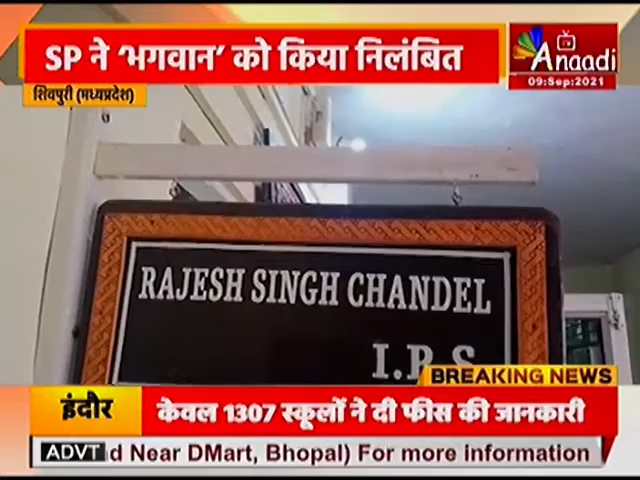 SP ने ‘भगवान’ को किया निलंबित
TV
Anaadi
09:Sep:2021
शिवपुरी (मध्यप्रदेश)
RAJESH SINGH CHANDEL
I.P.S
BREAKING NEWS
इंदौर
केवल 1307 स्कूलों ने दी फीस की जानकारी
ADVT
d Near DMart, Bhopal) For more information